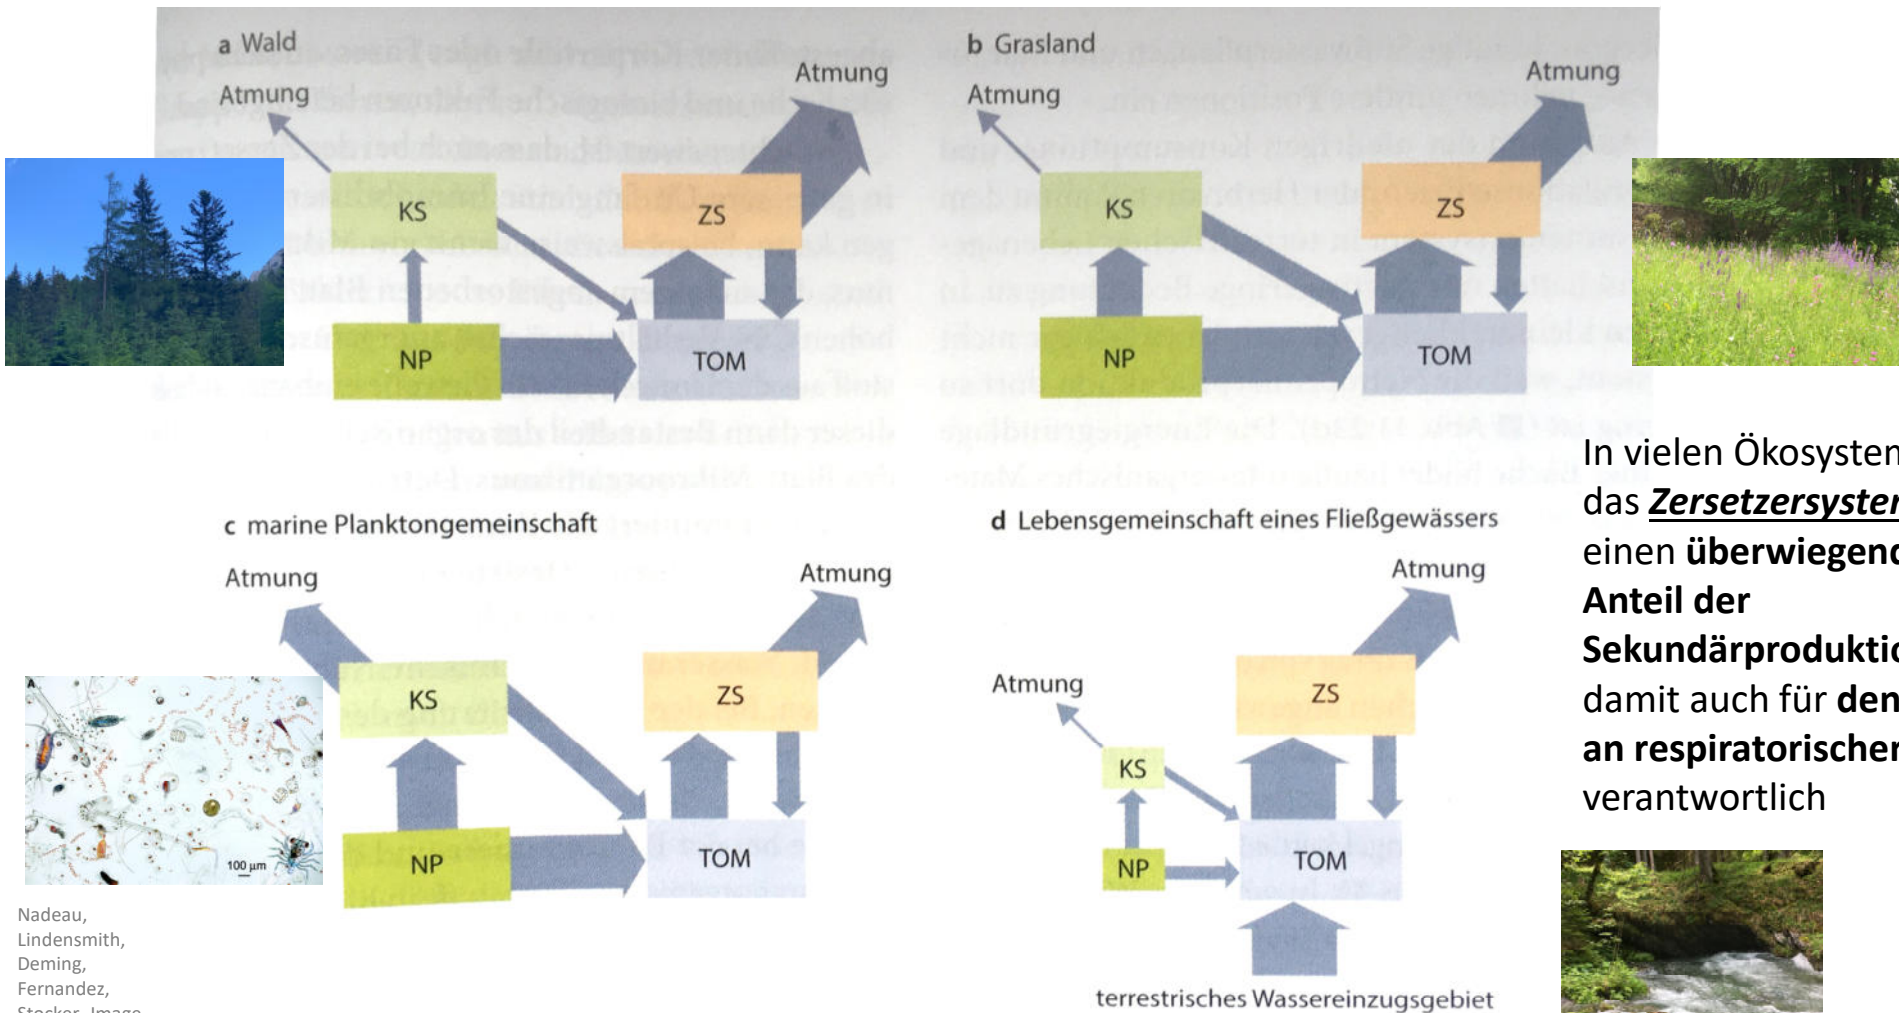 a Wald
Atmung
Atmung
KS
ZS
NP
TOM
b Grasland
Atmung
Atmung
KS
ZS
NP
TOM
c marine Planktongemeinschaft
Atmung
Atmung
KS
ZS
NP
TOM
100 µm
d Lebensgemeinschaft eines Fließgewässers
Atmung
Atmung
ZS
KS
NP
TOM
terrestrisches Wassereinzugsgebiet
In vielen Ökosysten
das Zersetzersyster
einen überwiegend
Anteil der
Sekundärproduktio
damit auch für den
an respiratorischer
verantwortlich
Nadeau,
Lindensmith,
Deming,
Fernandez,